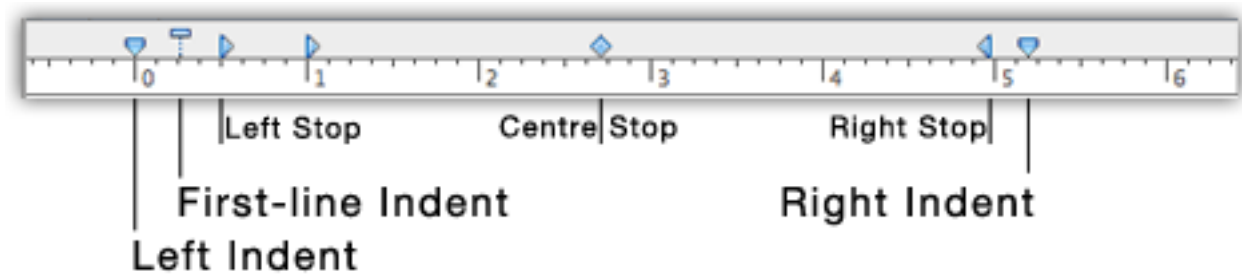 0 1 2 3 4 5 6
Left Stop Centre Stop Right Stop
First-line Indent Right Indent
Left Indent